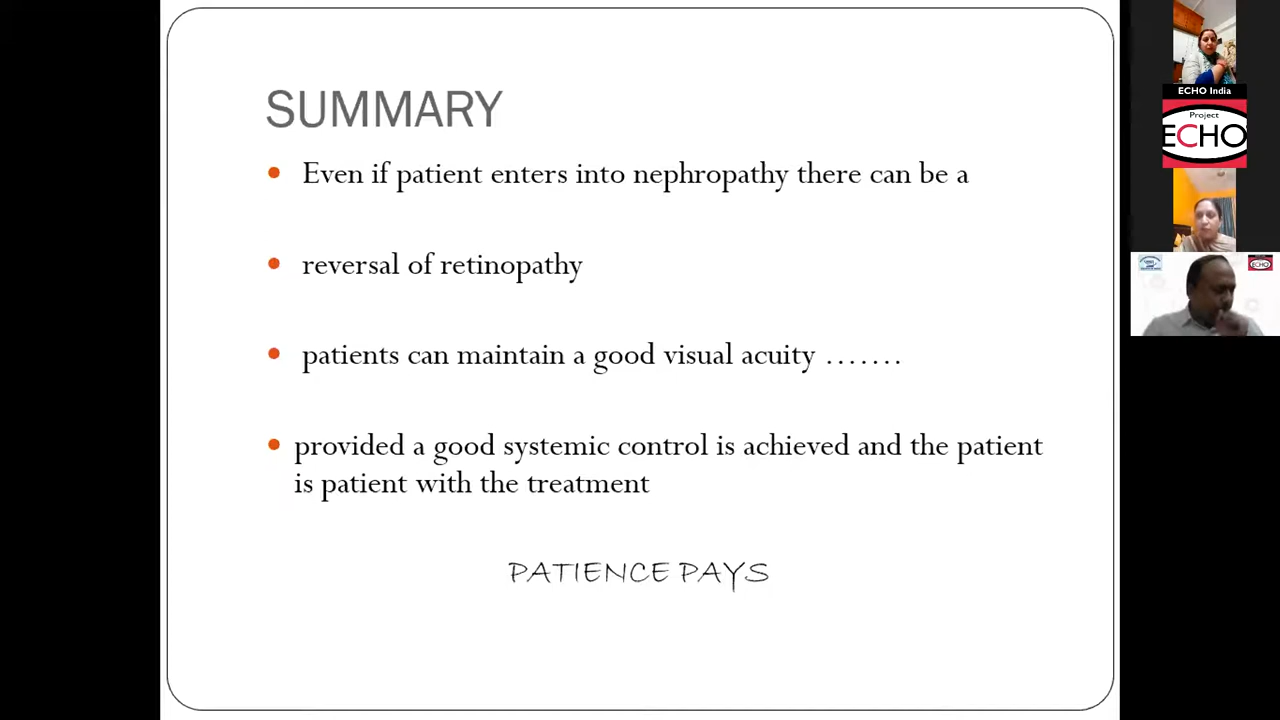 SUMMARY
Even if patient enters into nephropathy there can be a
reversal of retinopathy
patients can maintain a good visual acuity .......
provided a good systemic control is achieved and the patient
is patient with the treatment
PATIENCE PAYS
ECHO India
Project
ECHO